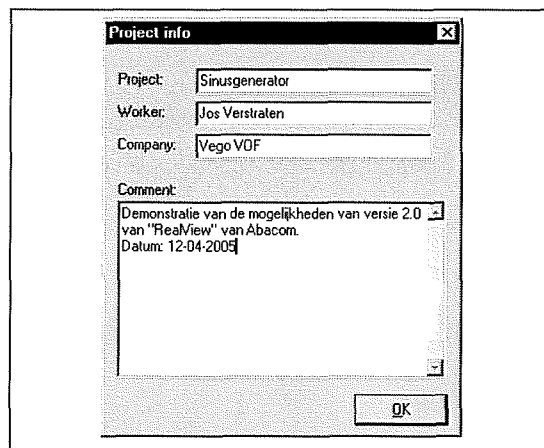 Project info
Project: Sinusgenerator
Worker: Jos Verstraten
Company: Vego VOF
Comment:
Demonstratie van de mogelijkheden van versie 2.0
van "RealView" van Abacom.
Datum: 12-04-2005
OK